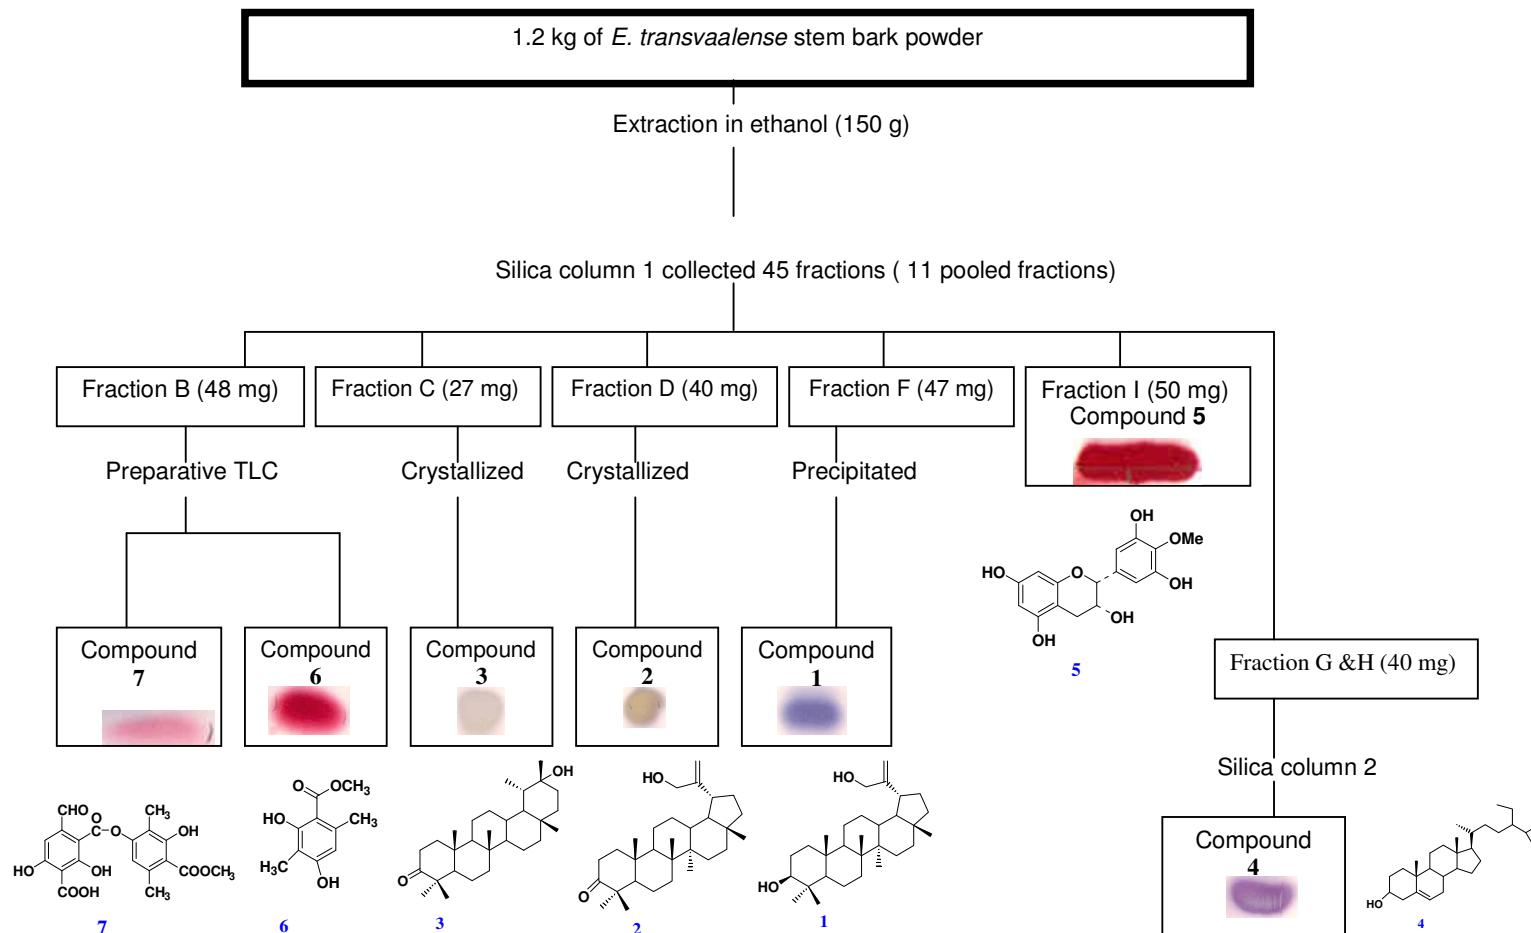 1.2 kg of E. transvaalense stem bark powder
Extraction in ethanol (150 g)
Silica column 1 collected 45 fractions ( 11 pooled fractions)
Fraction B (48 mg)
Fraction C (27 mg)
Fraction D (40 mg)
Fraction F (47 mg)
Fraction I (50 mg)
Compound 5
Preparative TLC
Crystallized
Crystallized
Precipitated
OH
OMe
HO
O
OH
OH
OH
5
Compound
7
Compound
6
Compound
3
Compound
2
Compound
1
Fraction G &H (40 mg)
Silica column 2
Compound
4
CHO
O
C-O
CH3
OH
HO
OH
COOH
CH3
COOCH3
7
O
OCH3
HO
CH3
H3C
OH
6
OH
O
3
HO
O
2
HO
HO
1
HO
4